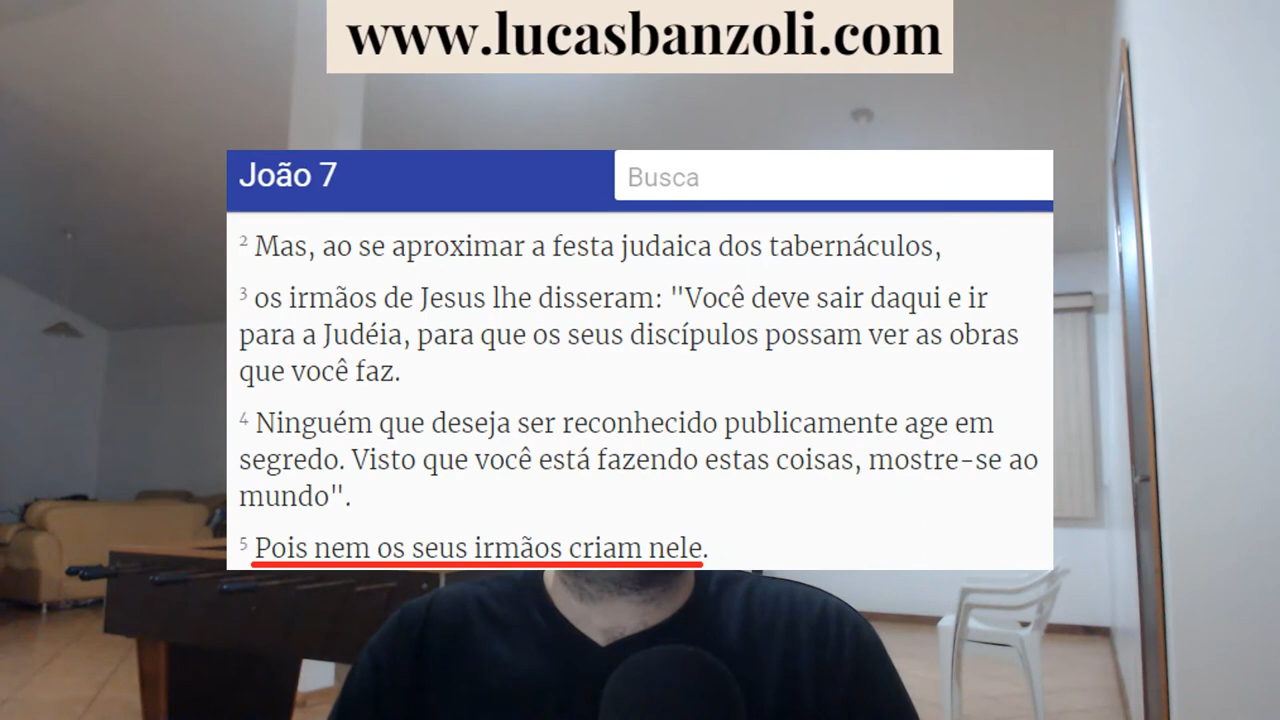 www.lucasbanzoli.com
João 7
Busca
2 Mas, ao se aproximar a festa judaica dos tabernáculos,
3 os irmãos de Jesus lhe disseram: "Você deve sair daqui e ir
para a Judéia, para que os seus discípulos possam ver as obras
que você faz.
4 Ninguém que deseja ser reconhecido publicamente age em
segredo. Visto que você está fazendo estas coisas, mostre-se ao
mundo".
5 Pois nem os seus irmãos criam nele.